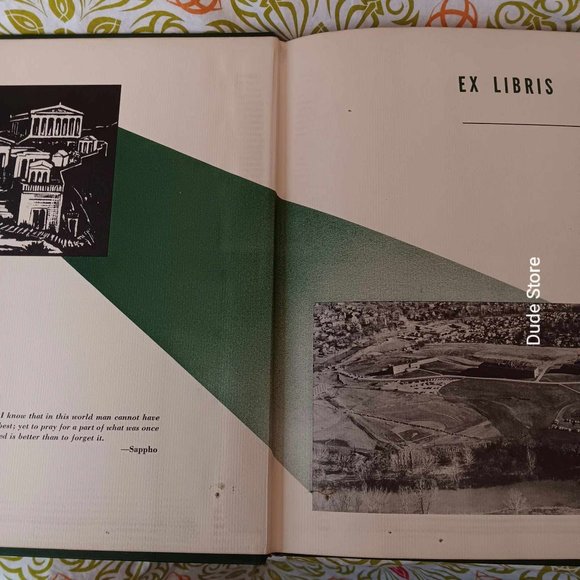 EX LIBRIS
I know that in this world man cannot have
best; yet to pray for a part of what was once
ed is better than to forget it.
—Sappho
Dude Store